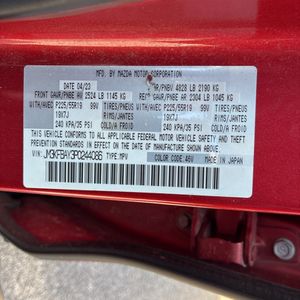 MFD BY MAZDA MOTOR CORPORATION
DATE 04/23 GVWR/PNBV 4828 LB 2190 KG
FRONT GAWR/PNBE AV 2524 LB 1145 KG REAR GAWR/PNBE AR 2304 LB 1045 KG
WITH/AVEC P225/55R19 99V TIRES/PNEUS WITH/AVEC P225/55R19 99V TIRES/PNEUS
19X7J RIMS/JANTES 19X7J RIMS/JANTES
240 KPA/35 PSI COLD/A FROID 240 KPA/35 PSI COLD/A FROID
THIS VEHICLE CONFORMS TO ALL APPLICABLE FEDERAL MOTOR VEHICLE
SAFETY, BUMPER, AND THEFT PREVENTION STANDARDS IN EFFECT ON THE
DATE OF MANUFACTURE SHOWN ABOVE.
JM3KFBAY3P0244086 TYPE:MPV COLOR CODE:46V MADE IN JAPAN